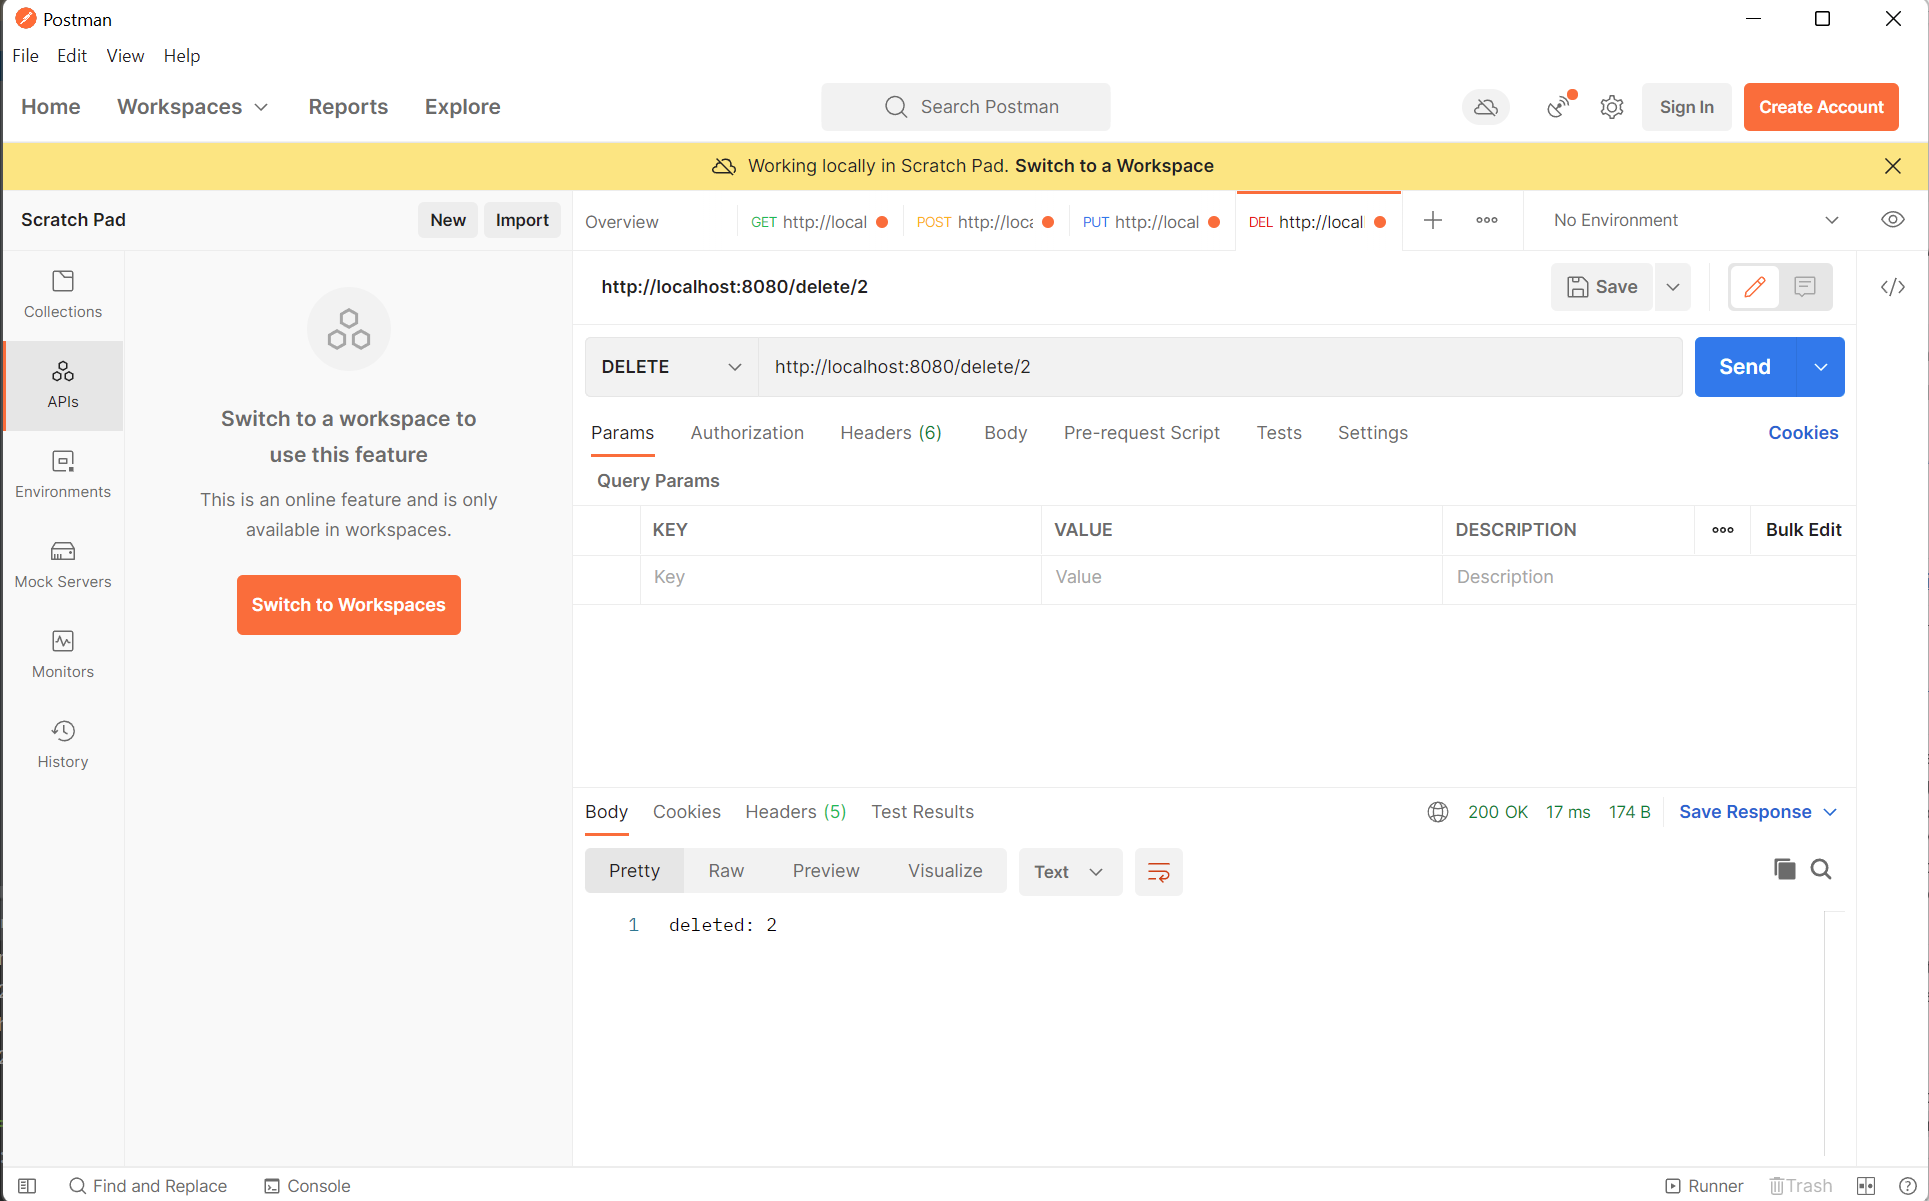 Postman
File Edit View Help
Home Workspaces Reports Explore Search Postman Sign In Create Account
Working locally in Scratch Pad. Switch to a Workspace
Scratch Pad New Import
Overview GET http://local POST http://loca PUT http://local DEL http://local No Environment
http://localhost:8080/delete/2 Save
Collections
APIs
Environments
Mock Servers
Monitors
History
Switch to a workspace to
use this feature
This is an online feature and is only
available in workspaces.
Switch to Workspaces
DELETE http://localhost:8080/delete/2 Send
Params Authorization Headers (6) Body Pre-request Script Tests Settings Cookies
Query Params
KEY VALUE DESCRIPTION Bulk Edit
Key Value Description
Body Cookies Headers (5) Test Results 200 OK 17 ms 174 B Save Response
Pretty Raw Preview Visualize Text
1 deleted: 2
Find and Replace Console Runner Trash